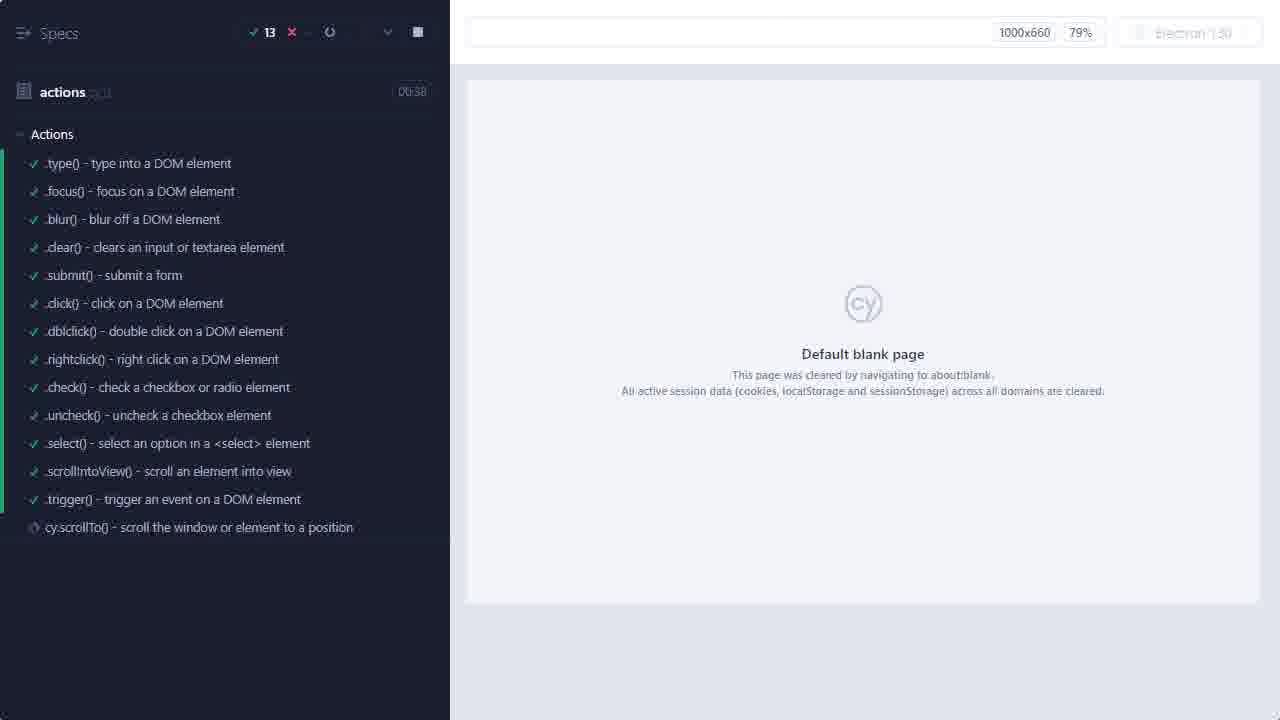 Specs
13
1000x660
79%
actions
00:38
Actions
.type() - type into a DOM element
.focus() - focus on a DOM element
.blur() - blur off a DOM element
.clear() - clears an input or textarea element
.submit() - submit a form
.click() - click on a DOM element
.dblclick() - double click on a DOM element
.rightclick() - right click on a DOM element
.check() - check a checkbox or radio element
.uncheck() - uncheck a checkbox element
.select() - select an option in a <select> element
.scrollIntoView() - scroll an element into view
.trigger() - trigger an event on a DOM element
cy.scrollTo() - scroll the window or element to a position
cy
Default blank page
This page was cleared by navigating to about:blank.
All active session data (cookies, localStorage and sessionStorage) across all domains are cleared.